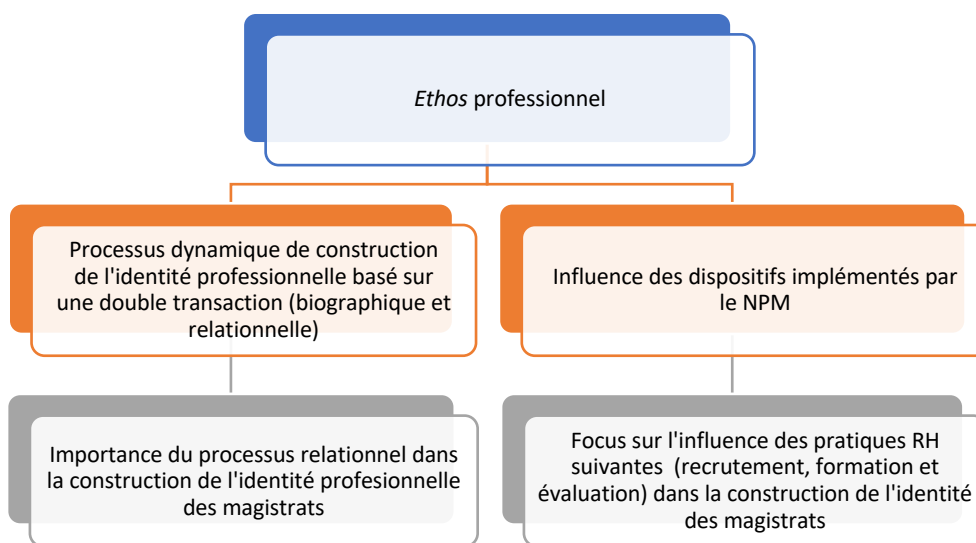 Ethos professionnel
Processus dynamique de construction
de l'identité professionnelle basé sur
une double transaction (biographique et
relationnelle)
Influence des dispositifs implémentés par
le NPM
Importance du processus relationnel dans
la construction de l'identité profesionnelle
des magistrats
Focus sur l'influence des pratiques RH
suivantes (recrutement, formation et
évaluation) dans la construction de l'identité
des magistrats